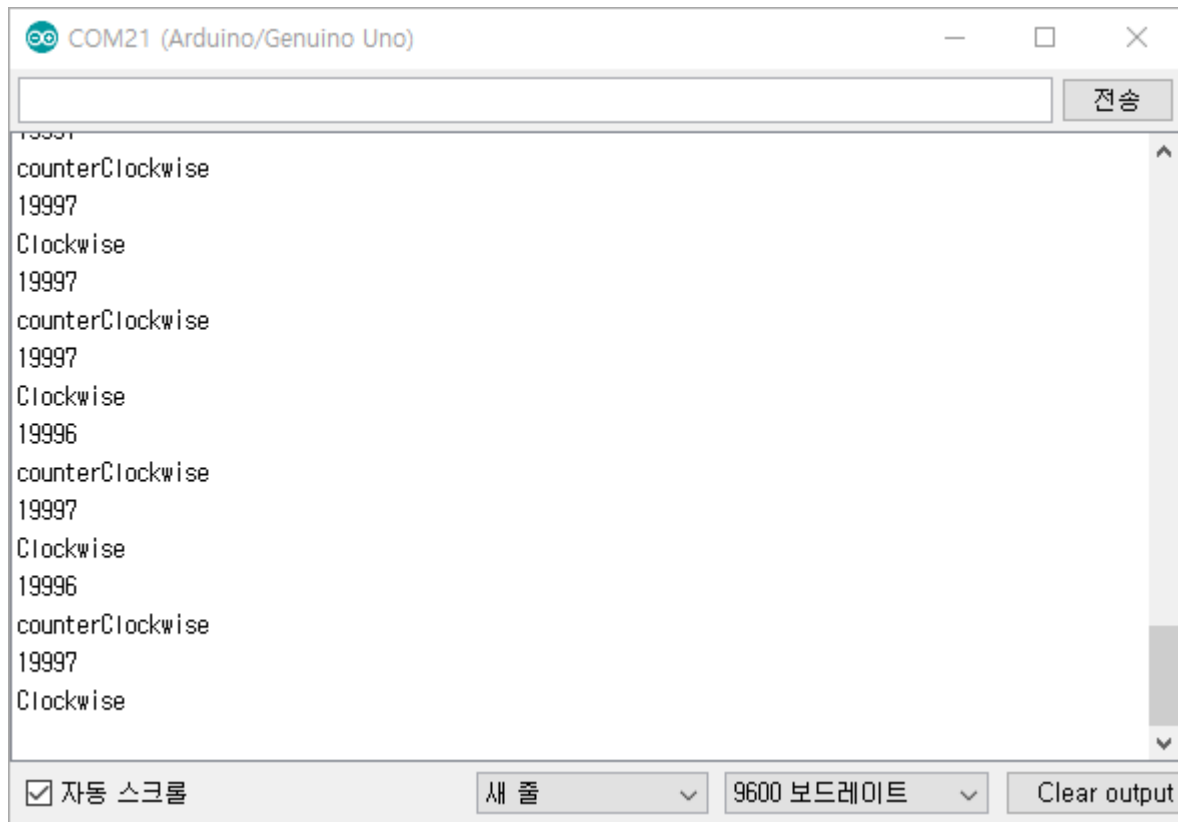 COM21 (Arduino/Genuino Uno)
전송
counterClockwise
19997
Clockwise
19997
counterClockwise
19997
Clockwise
19996
counterClockwise
19997
Clockwise
19996
counterClockwise
19997
Clockwise
자동 스크롤
새 줄
9600 보드레이트
Clear output